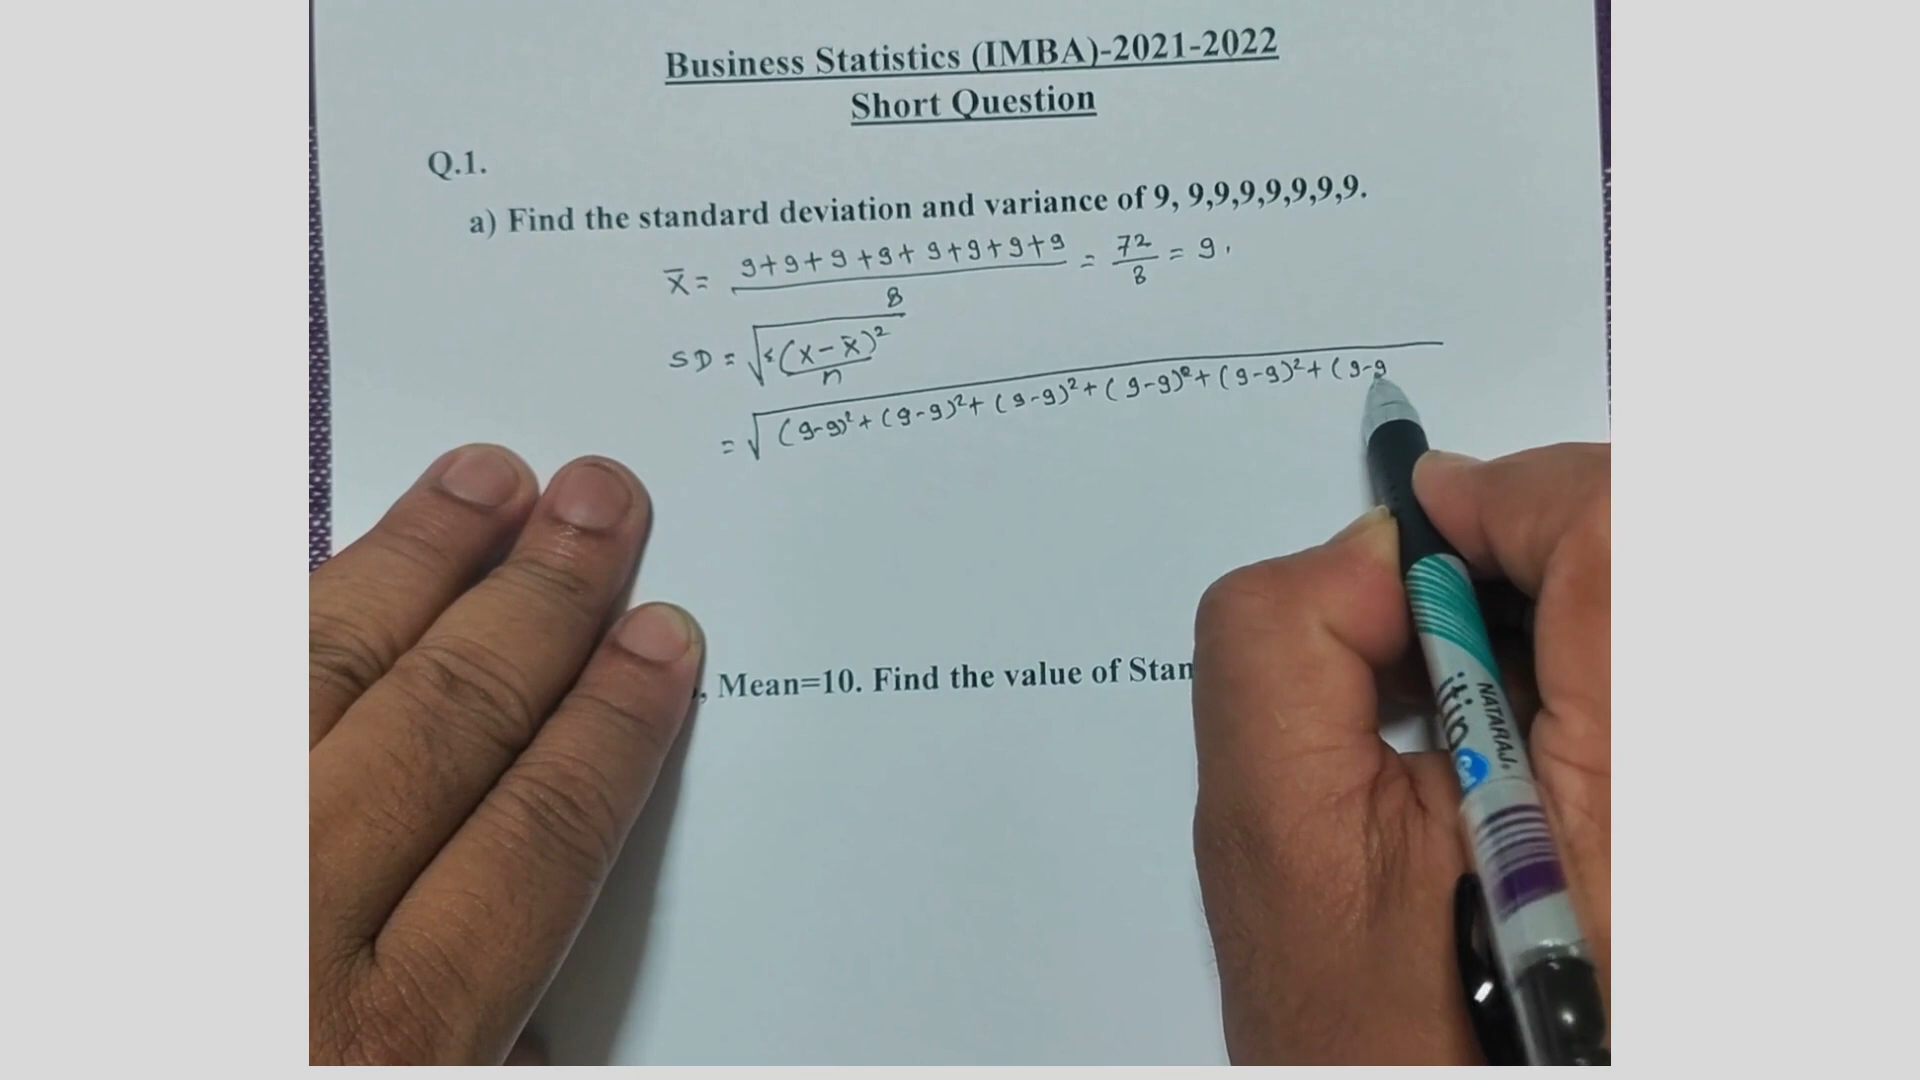 Business Statistics (IMBA)-2021-2022
Short Question
Q.1.
a) Find the standard deviation and variance of 9, 9,9,9,9,9,9,9.
x̄ = 9+9+9+9+9+9+9+9 / 8 = 72/8 = 9.
SD = √Σ(x-x̄)² / n
= √(9-9)²+(9-9)²+(9-9)²+(9-9)²+(9-9)²+(9-9
, Mean=10. Find the value of Stan
NATARAJ
itip
Gel